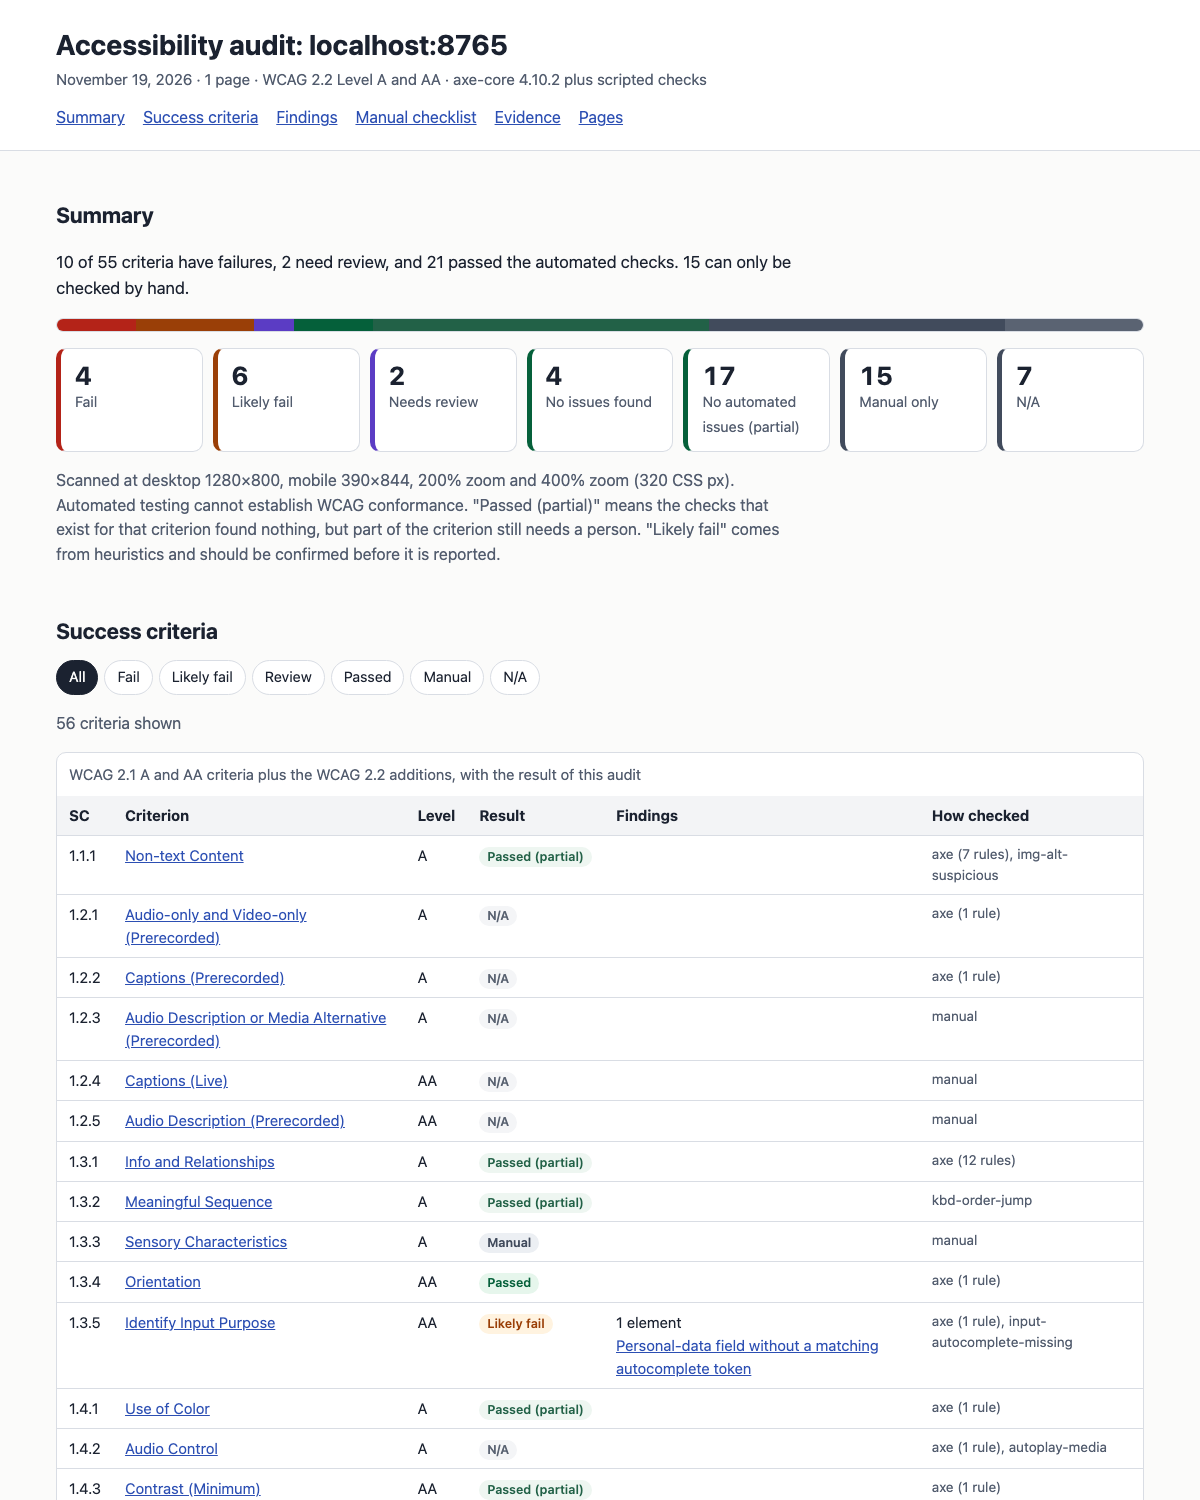 Accessibility audit: localhost:8765
November 19, 2026 · 1 page · WCAG 2.2 Level A and AA · axe-core 4.10.2 plus scripted checks
Summary Success criteria Findings Manual checklist Evidence Pages
Summary
10 of 55 criteria have failures, 2 need review, and 21 passed the automated checks. 15 can only be
checked by hand.
4
Fail
6
Likely fail
2
Needs review
4
No issues found
17
No automated
issues (partial)
15
Manual only
7
N/A
Scanned at desktop 1280×800, mobile 390×844, 200% zoom and 400% zoom (320 CSS px).
Automated testing cannot establish WCAG conformance. "Passed (partial)" means the checks that
exist for that criterion found nothing, but part of the criterion still needs a person. "Likely fail" comes
from heuristics and should be confirmed before it is reported.
Success criteria
All Fail Likely fail Review Passed Manual N/A
56 criteria shown
WCAG 2.1 A and AA criteria plus the WCAG 2.2 additions, with the result of this audit
SC Criterion Level Result Findings How checked
1.1.1 Non-text Content A Passed (partial) axe (7 rules), img-alt-
suspicious
1.2.1 Audio-only and Video-only A N/A axe (1 rule)
(Prerecorded)
1.2.2 Captions (Prerecorded) A N/A axe (1 rule)
1.2.3 Audio Description or Media Alternative A N/A manual
(Prerecorded)
1.2.4 Captions (Live) AA N/A manual
1.2.5 Audio Description (Prerecorded) AA N/A manual
1.3.1 Info and Relationships A Passed (partial) axe (12 rules)
1.3.2 Meaningful Sequence A Passed (partial) kbd-order-jump
1.3.3 Sensory Characteristics A Manual manual
1.3.4 Orientation AA Passed axe (1 rule)
1.3.5 Identify Input Purpose AA Likely fail 1 element axe (1 rule), input-
Personal-data field without a matching autocomplete-missing
autocomplete token
1.4.1 Use of Color A Passed (partial) axe (1 rule)
1.4.2 Audio Control A N/A axe (1 rule), autoplay-media
1.4.3 Contrast (Minimum) AA Passed (partial) axe (1 rule)